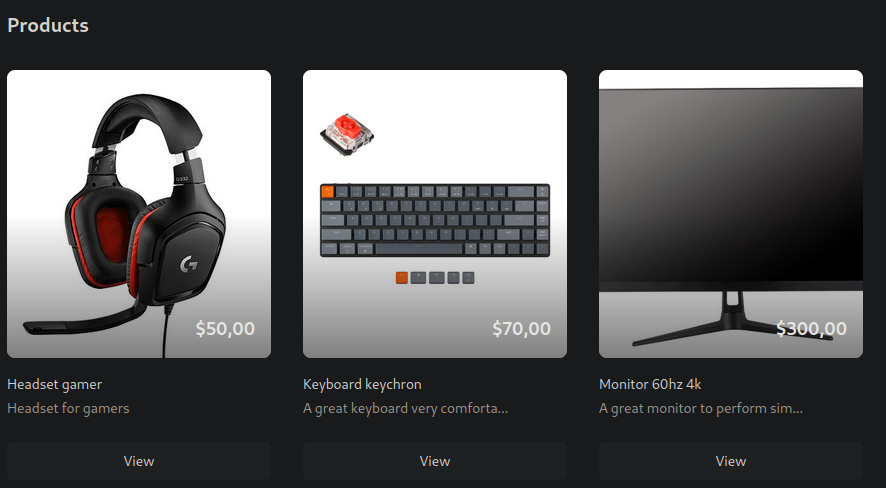 Products
$50,00
$70,00
$300,00
Headset gamer
Keyboard keychron
Monitor 60hz 4k
Headset for gamers
A great keyboard very comforta...
A great monitor to perform sim...
View
View
View